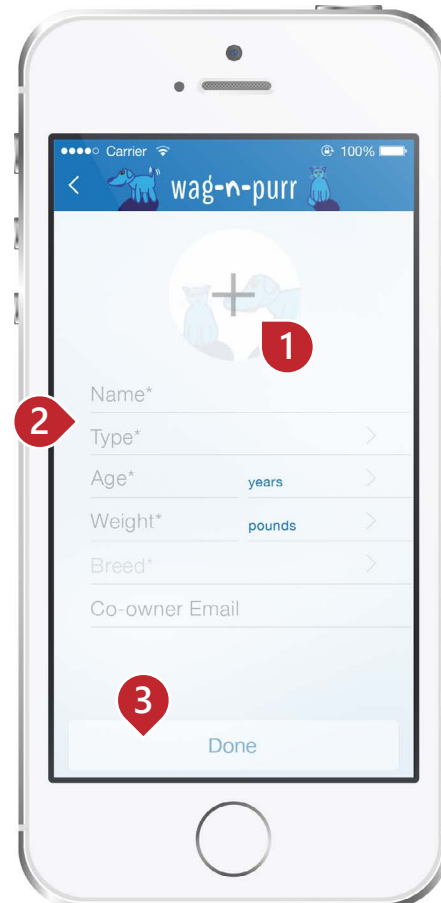 Carrier 100%
wag-n-purr
1
Name*
2
Type*
Age* years
Weight* pounds
Breed*
Co-owner Email
3
Done